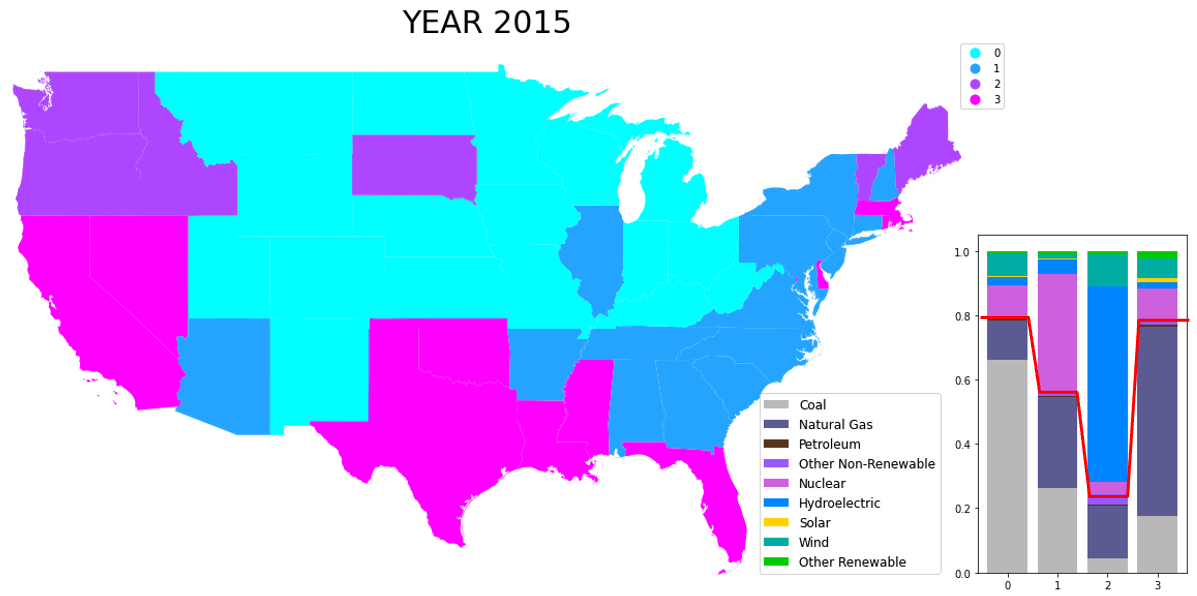 YEAR 2015
0
1
2
3
Coal
Natural Gas
Petroleum
Other Non-Renewable
Nuclear
Hydroelectric
Solar
Wind
Other Renewable
1.0
0.8
0.6
0.4
0.2
0.0
0 1 2 3